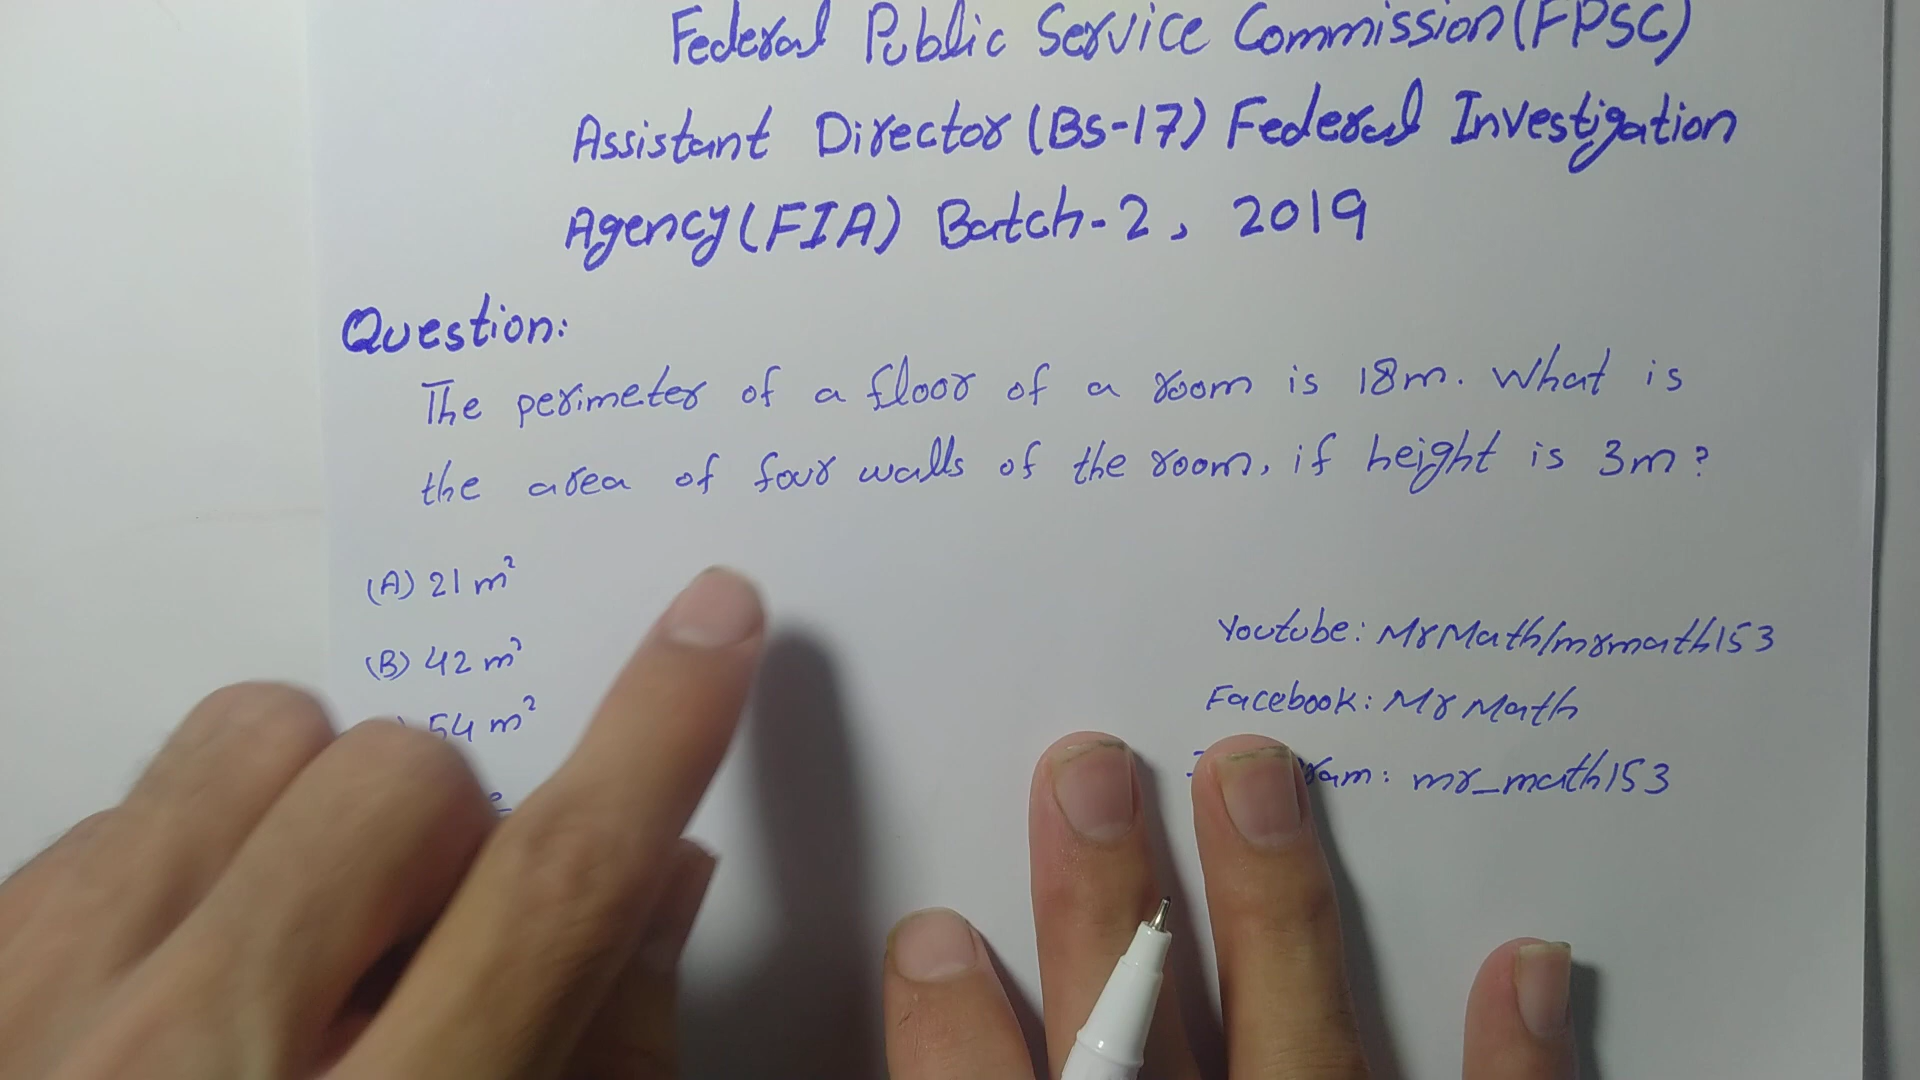 Federal Public Service Commission (FPSC)
Assistant Director (Bs-17) Federal Investigation
Agency (FIA) Batch-2, 2019
Question:
The perimeter of a floor of a room is 18m. What is
the area of four walls of the room, if height is 3m?
(A) 21 m²
(B) 42 m²
54 m²
Youtube: MrMath/mrmath153
Facebook: Mr Math
ram: mr_math153